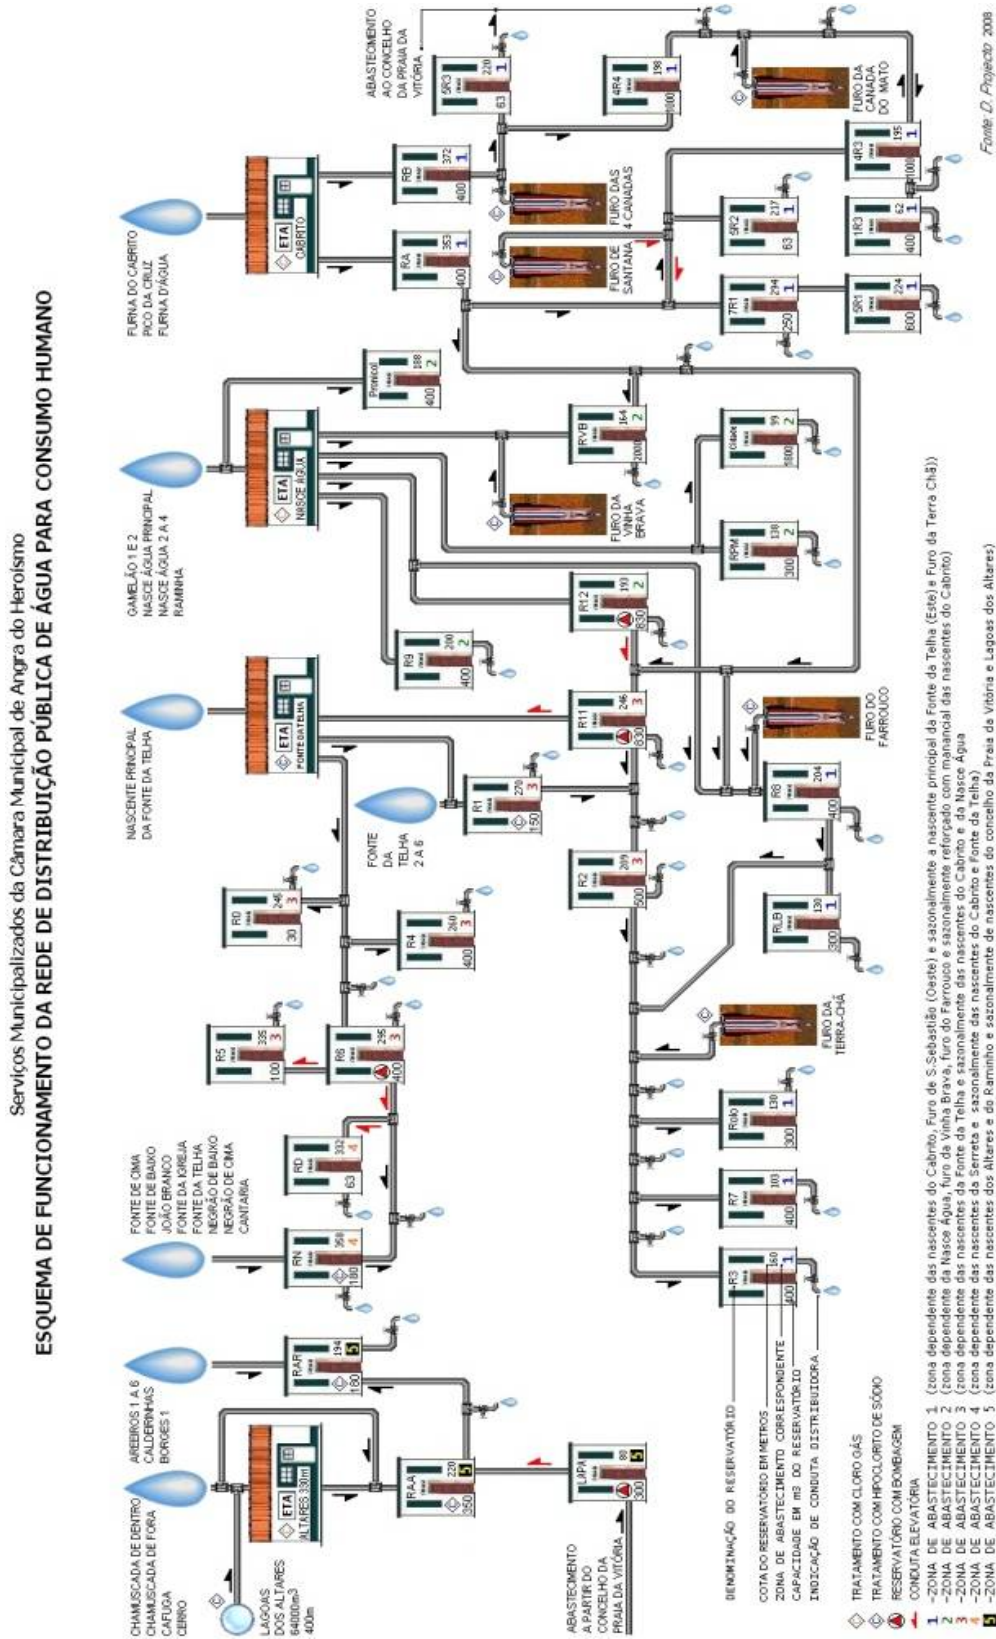 Serviços Municipalizados da Câmara Municipal de Angra do Heroísmo
ESQUEMA DE FUNCIONAMENTO DA REDE DE DISTRIBUIÇÃO PÚBLICA DE ÁGUA PARA CONSUMO HUMANO
CHAMUSCADA DE DENTRO
CHAMUSCADA DE FORA
CAFUGA
CERRO
AREEIROS 1 A 6
CALDEIRINHAS
BORGES 1
FONTE DE CIMA
FONTE DE BAIXO
JOÃO BRANCO
FONTE DA IGREJA
FONTE DA TELHA
NEGRÃO DE BAIXO
NEGRÃO DE CIMA
CANTARIA
NASCENTE PRINCIPAL
DA FONTE DA TELHA
GAMELÃO 1 E 2
NASCE ÁGUA PRINCIPAL
NASCE ÁGUA 2 A 4
RAMINHA
FURNA DO CABRITO
PICO DA CRUZ
FURNA D'ÁGUA
ABASTECIMENTO
AO CONCELHO
DA PRAIA DA
VITÓRIA
LAGOAS
DOS ALTARES
64000m3
400m
C ETA
ALTARES 330m
C ETA
FONTE DA TELHA
C ETA
NASCE ÁGUA
C ETA
CABRITO
RAA
220
350 5
RAR
194
180 5
LAPA
80
300 5
RN
358
180 4
RD
332
63 4
R5
335
100 3
R6
295
400 3
R0
246
30 3
R4
260
400 3
FONTE
DA
TELHA
2 A 6
R1
270
150 3
R9
200
400 2
R11
246
830 3
R12
193
830 2
R2
209
500 3
Pronicol
188
400 2
FURO DA
VINHA
BRAVA
RVB
164
2000 2
RPM
138
300 2
Cidade
99
1800 2
RA
353
400 1
RB
372
400 1
5R3
220
63 1
4R4
198
1
FURO DE
SANTANA
FURO DAS
4 CANADAS
FURO DA
CANADA
DO MATO
7R1
294
250 1
5R2
217
63 1
4R3
195
1
5R1
224
600 1
1R3
62
400 1
FURO DO
FARROUCO
R8
204
400 1
RLB
130
300 1
FURO DA
TERRA-CHÃ
Rolo
130
300 1
R7
103
400 1
R3
160
400 1
ABASTECIMENTO
A PARTIR DO
CONCELHO DA
PRAIA DA VITÓRIA
DENOMINAÇÃO DO RESERVATÓRIO
COTA DO RESERVATÓRIO EM METROS
ZONA DE ABASTECIMENTO CORRESPONDENTE
CAPACIDADE EM m3 DO RESERVATÓRIO
INDICAÇÃO DE CONDUTA DISTRIBUIDORA
TRATAMENTO COM CLORO GÁS
TRATAMENTO COM HIPOCLORITO DE SÓDIO
RESERVATÓRIO COM BOMBAGEM
CONDUTA ELEVATÓRIA
1 -ZONA DE ABASTECIMENTO 1 (zona dependente das nascentes do Cabrito, Furo de S.Sebastião (Oeste) e sazonalmente a nascente principal da Fonte da Telha (Este) e Furo da Terra Chã))
2 -ZONA DE ABASTECIMENTO 2 (zona dependente da Nasce Água, furo da Vinha Brava, furo do Farrouco e sazonalmente reforçado com manancial das nascentes do Cabrito)
3 -ZONA DE ABASTECIMENTO 3 (zona dependente das nascentes da Fonte da Telha e sazonalmente das nascentes do Cabrito e da Nasce Água
4 -ZONA DE ABASTECIMENTO 4 (zona dependente das nascentes da Serreta e sazonalmente das nascentes do Cabrito e Fonte da Telha)
5 -ZONA DE ABASTECIMENTO 5 (zona dependente das nascentes dos Altares e do Raminho e sazonalmente de nascentes do concelho da Praia da Vitória e Lagoas dos Altares)
Fonte: D. Projecto 2008